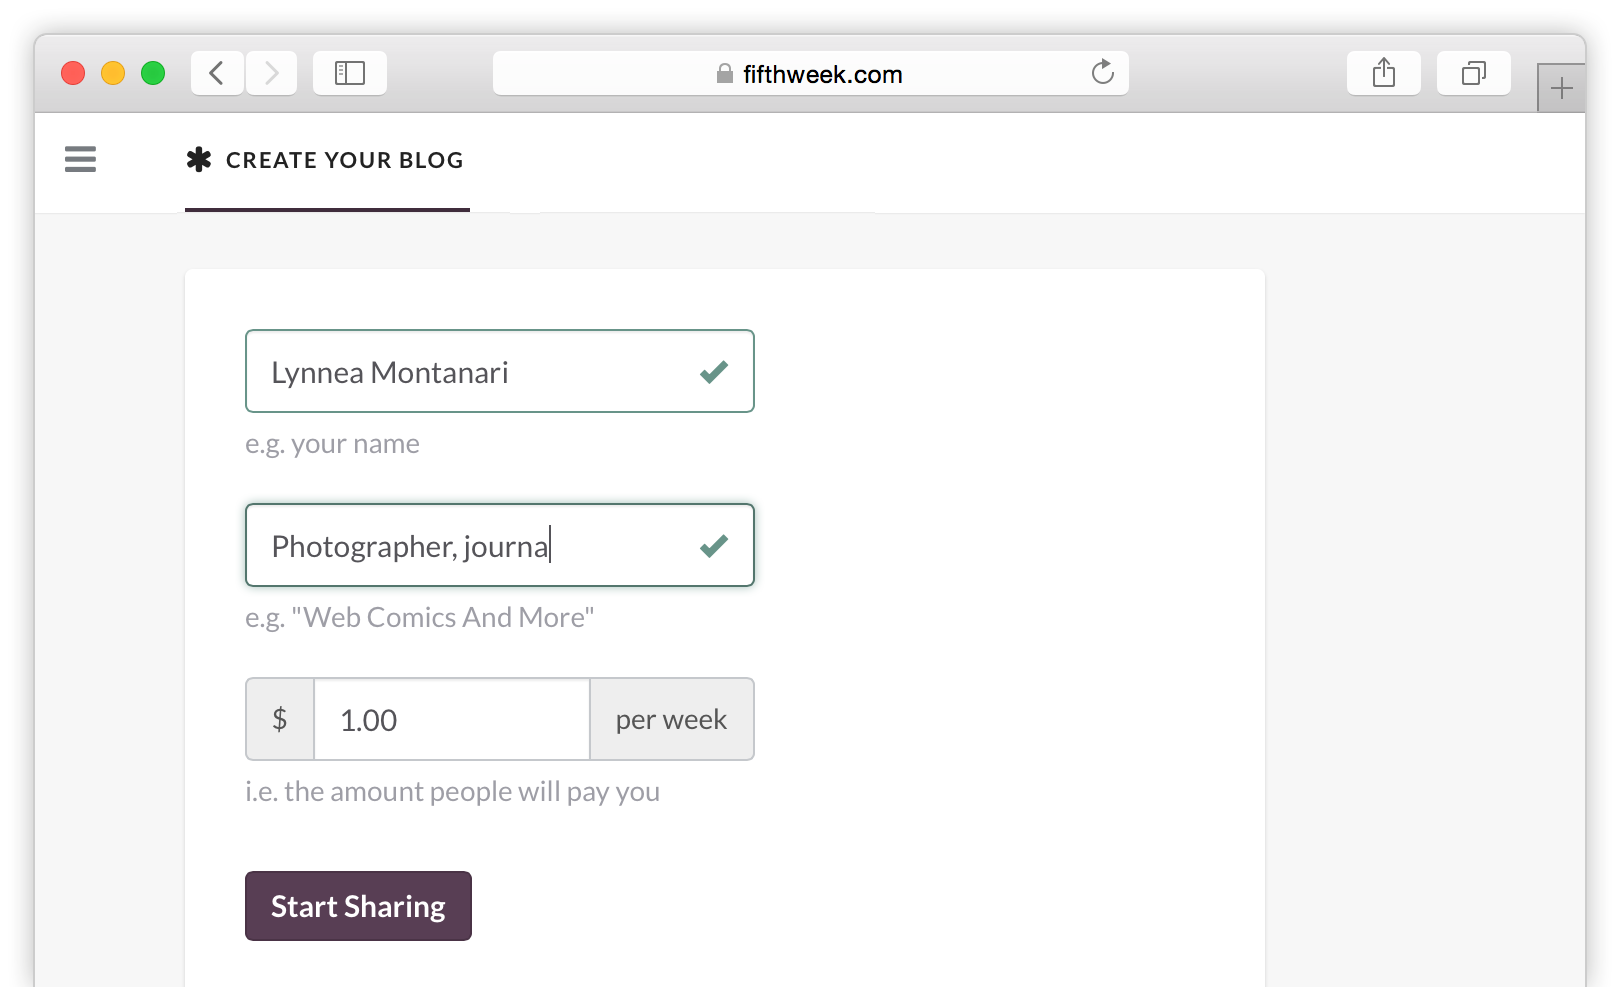 fifthweek.com
CREATE YOUR BLOG
Lynnea Montanari
e.g. your name
Photographer, journa
e.g. "Web Comics And More"
$ 1.00 per week
i.e. the amount people will pay you
Start Sharing